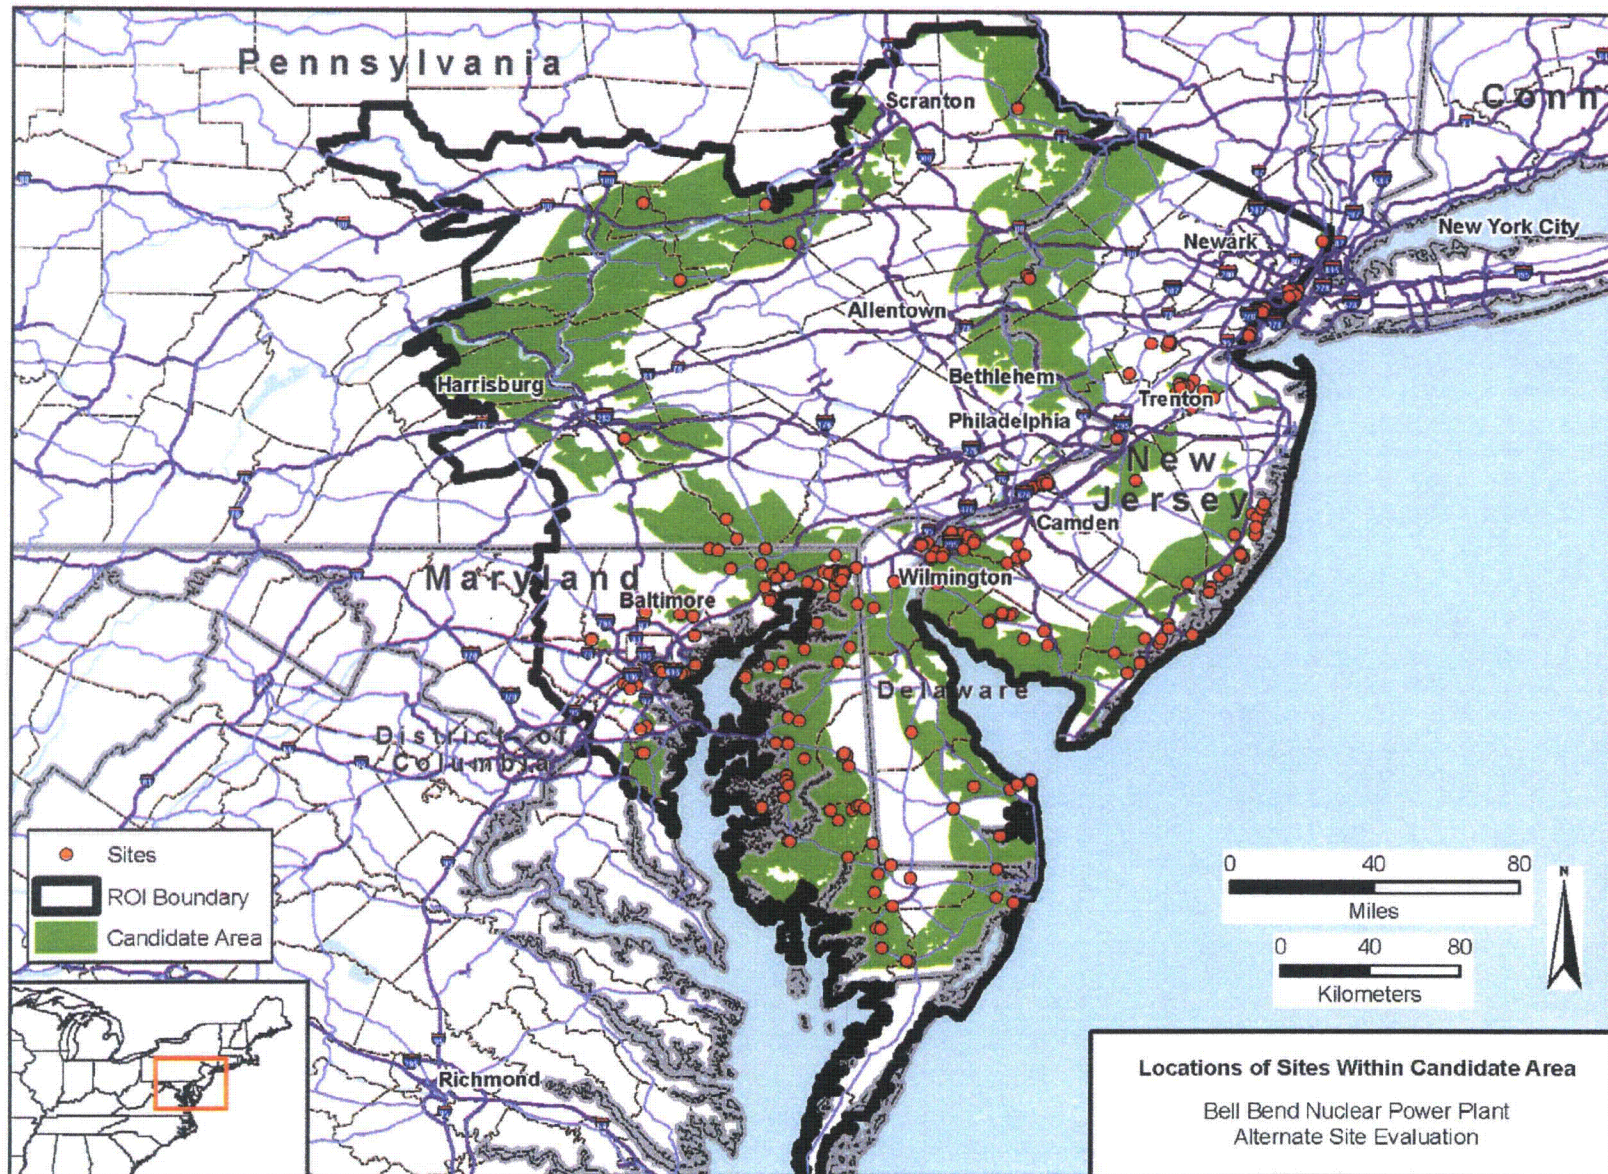 Pennsylvania
Scranton
Conn
New York City
Newark
Allentown
Harrisburg
Bethlehem
Trenton
Philadelphia
New
Jersey
Camden
Maryland
Wilmington
Baltimore
Delaware
District of
Columbia
Richmond
Sites
ROI Boundary
Candidate Area
0 40 80
Miles
0 40 80
Kilometers
N
Locations of Sites Within Candidate Area
Bell Bend Nuclear Power Plant
Alternate Site Evaluation